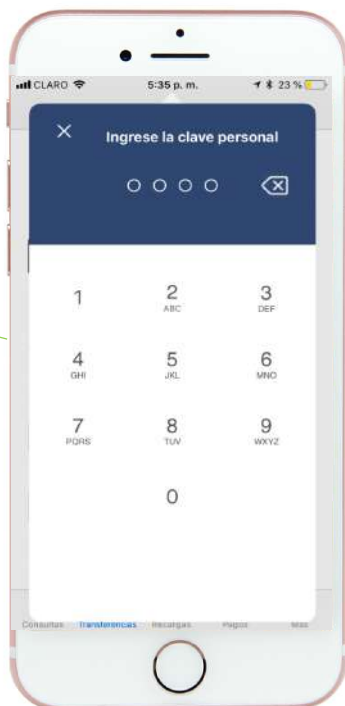 CLARO 5:35 p. m. 23 %
Ingrese la clave personal
1 2 3
ABC DEF
4 5 6
GHI JKL MNO
7 8 9
PQRS TUV WXYZ
0
Consultas Transferencias Recargas Pagos Más